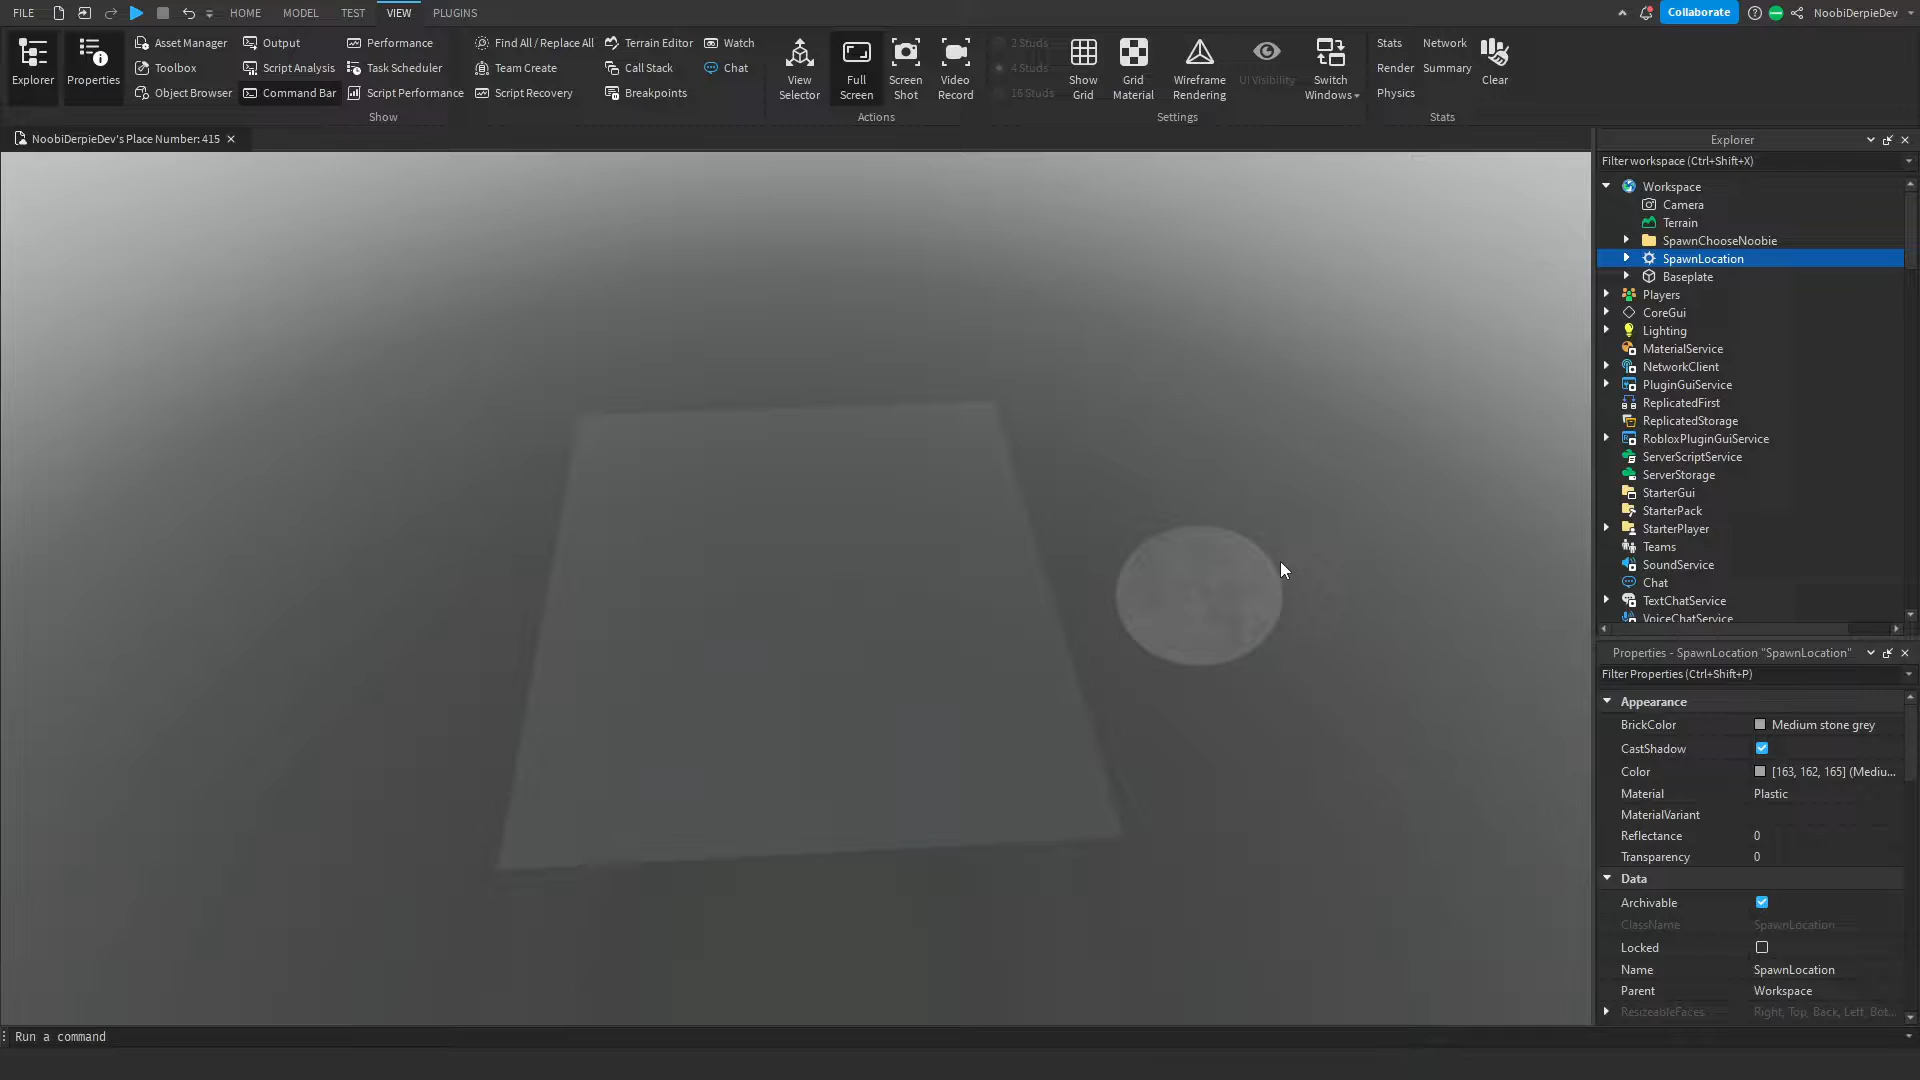 FILE HOME MODEL TEST VIEW PLUGINS Collaborate NoobiDerpieDev
Explorer
Properties
Asset Manager
Toolbox
Object Browser
Output
Script Analysis
Command Bar
Performance
Task Scheduler
Script Performance
Find All / Replace All
Team Create
Script Recovery
Terrain Editor
Call Stack
Breakpoints
Watch
Chat
Show
View
Selector
Full
Screen
Screen
Shot
Video
Record
Actions
2 Studs
4 Studs
16 Studs
Show
Grid
Grid
Material
Wireframe
Rendering
UI Visibility
Switch
Windows
Settings
Stats
Render
Physics
Network
Summary
Clear
Stats
NoobiDerpieDev's Place Number: 415
Explorer
Filter workspace (Ctrl+Shift+X)
Workspace
Camera
Terrain
SpawnChooseNoobie
SpawnLocation
Baseplate
Players
CoreGui
Lighting
MaterialService
NetworkClient
PluginGuiService
ReplicatedFirst
ReplicatedStorage
RobloxPluginGuiService
ServerScriptService
ServerStorage
StarterGui
StarterPack
StarterPlayer
Teams
SoundService
Chat
TextChatService
VoiceChatService
Properties - SpawnLocation "SpawnLocation"
Filter Properties (Ctrl+Shift+P)
Appearance
BrickColor Medium stone grey
CastShadow
Color [163, 162, 165] (Mediu...
Material Plastic
MaterialVariant
Reflectance 0
Transparency 0
Data
Archivable
ClassName SpawnLocation
Locked
Name SpawnLocation
Parent Workspace
ResizeableFaces Right, Top, Back, Left, Bot...
Run a command